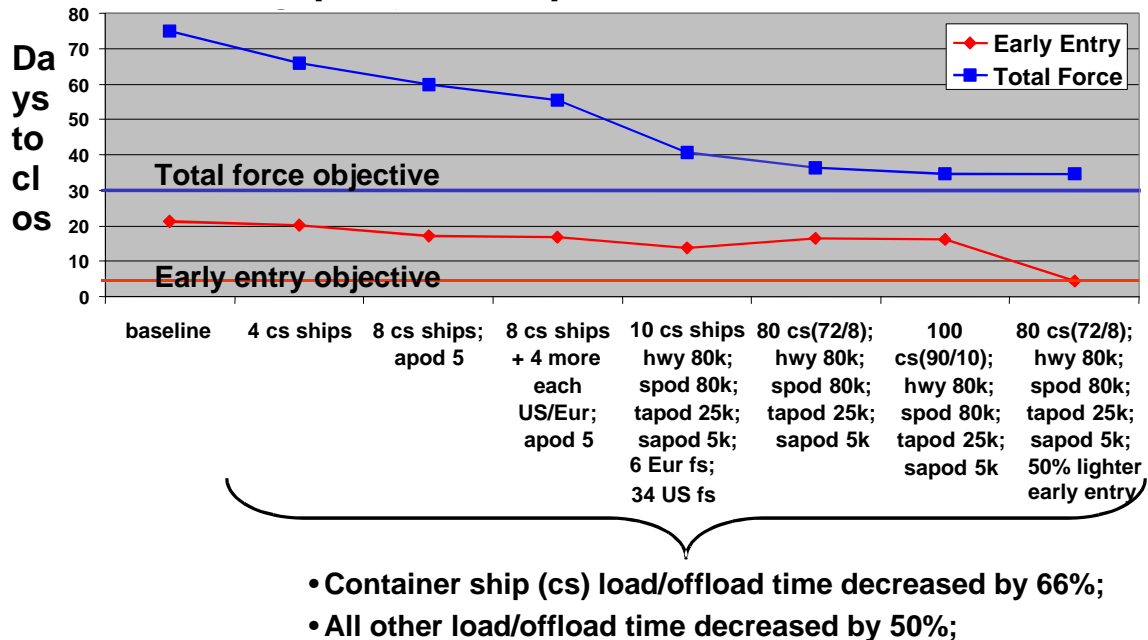 80
70
60
50
40
30
20
10
0
Da
ys
to
cl
os
Early Entry
Total Force
Total force objective
Early entry objective
baseline
4 cs ships
8 cs ships;
apod 5
8 cs ships
+ 4 more
each
US/Eur;
apod 5
10 cs ships
hwy 80k;
spod 80k;
tapod 25k;
sapod 5k;
6 Eur fs;
34 US fs
80 cs(72/8);
hwy 80k;
spod 80k;
tapod 25k;
sapod 5k
100
cs(90/10);
hwy 80k;
spod 80k;
tapod 25k;
sapod 5k
80 cs(72/8);
hwy 80k;
spod 80k;
tapod 25k;
sapod 5k;
50% lighter
early entry
• Container ship (cs) load/offload time decreased by 66%;
• All other load/offload time decreased by 50%;